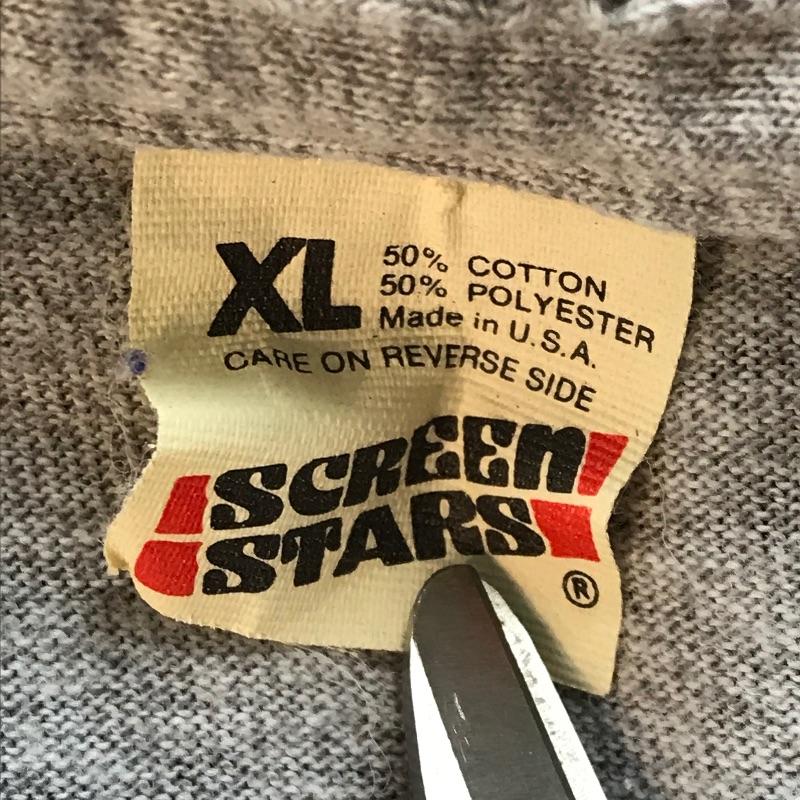 XL
50% COTTON
50% POLYESTER
Made in U.S.A.
CARE ON REVERSE SIDE
SCREEN
STARS
®